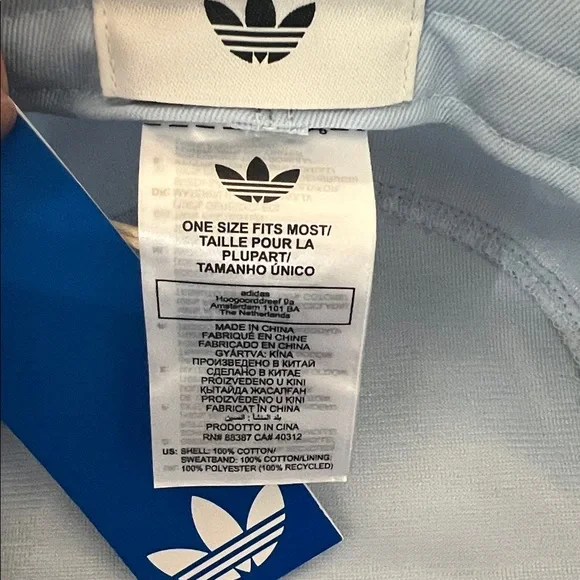 ONE SIZE FITS MOST/
TAILLE POUR LA
PLUPART/
TAMANHO ÚNICO
adidas
Hoogoorddreef 9a
Amsterdam 1101 BA
The Netherlands
MADE IN CHINA
FABRIQUÉ EN CHINE
FABRICADO EN CHINA
GYÁRTVA: KÍNA
ПРОИЗВЕДЕНО В КИТАЙ
СДЕЛАНО В КИТАЕ
PROIZVEDENO U KINI
ҚЫТАЙДА ЖАСАЛҒАН
PROIZVEDENO U KINI
FABRICAT ÎN CHINA
بلد المنشأ: الصين
PRODOTTO IN CINA
RN# 88387 CA# 40312
US: SHELL: 100% COTTON/
SWEATBAND: 100% COTTON/LINING:
100% POLYESTER (100% RECYCLED)